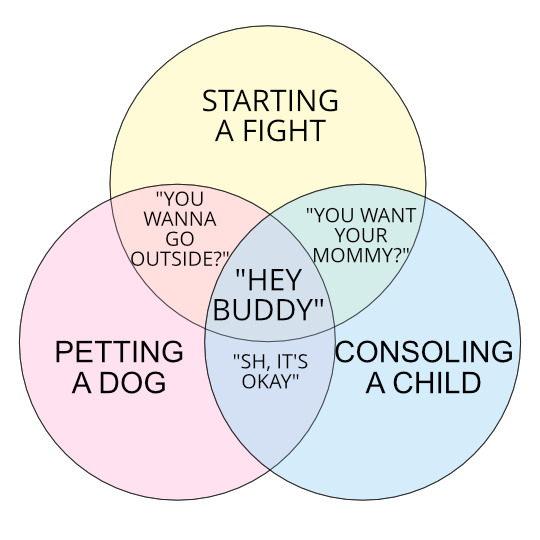 STARTING
A FIGHT
"YOU
WANNA
GO
OUTSIDE?"
"YOU WANT
YOUR
MOMMY?"
"HEY
BUDDY"
PETTING
A DOG
"SH, IT'S
OKAY"
CONSOLING
A CHILD